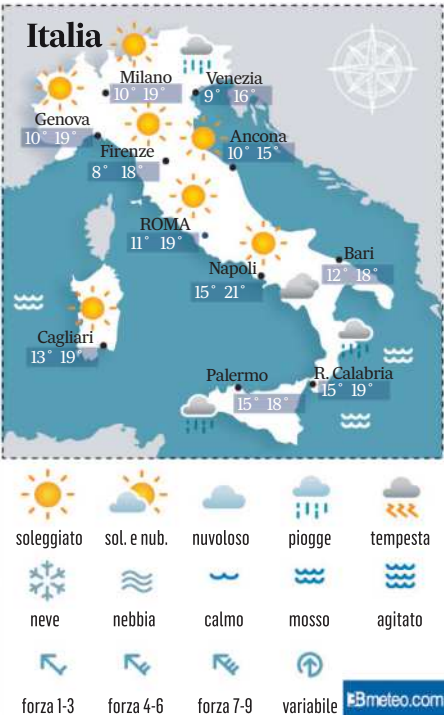 Italia
Milano
10° 19°
Venezia
9° 16°
Genova
10° 19°
Firenze
8° 18°
Ancona
10° 15°
ROMA
11° 19°
Napoli
15° 21°
Bari
12° 18°
Cagliari
13° 19°
Palermo
15° 18°
R. Calabria
15° 19°
soleggiato sol. e nub. nuvoloso piogge tempesta
neve nebbia calmo mosso agitato
forza 1-3 forza 4-6 forza 7-9 variabile
3Bmeteo.com